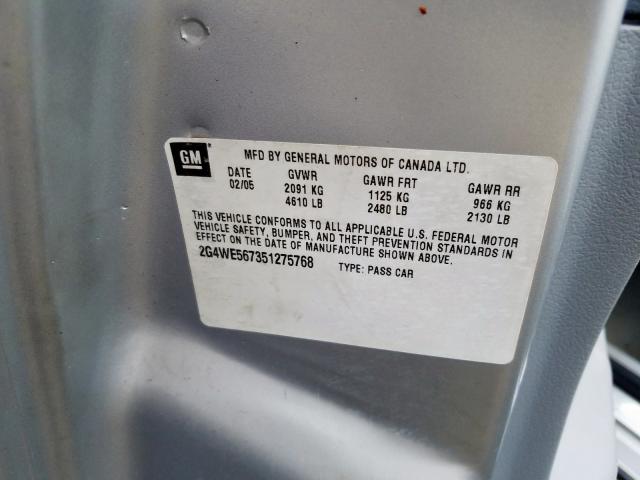 GM
MFD BY GENERAL MOTORS OF CANADA LTD.
DATE GVWR GAWR FRT GAWR RR
02/05 2091 KG 1125 KG 966 KG
4610 LB 2480 LB 2130 LB
THIS VEHICLE CONFORMS TO ALL APPLICABLE U.S. FEDERAL MOTOR
VEHICLE SAFETY, BUMPER, AND THEFT PREVENTION STANDARDS IN
EFFECT ON THE DATE OF MANUFACTURE SHOWN ABOVE.
2G4WE567351275768 TYPE: PASS CAR